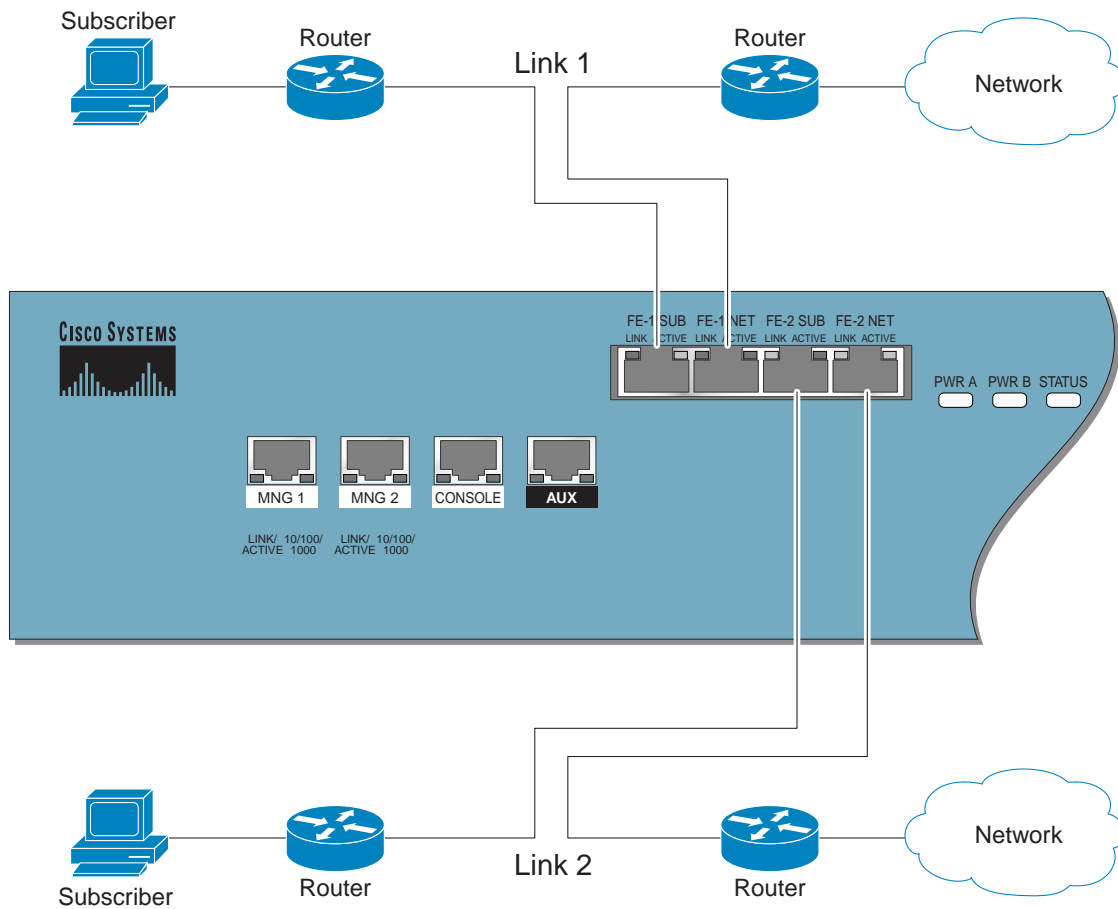 Subscriber
Router
Link 1
Router
Network
CISCO SYSTEMS
FE-1 SUB FE-1 NET FE-2 SUB FE-2 NET
LINK ACTIVE LINK ACTIVE LINK ACTIVE LINK ACTIVE
PWR A PWR B STATUS
MNG 1 MNG 2 CONSOLE AUX
LINK/ 10/100/ LINK/ 10/100/
ACTIVE 1000 ACTIVE 1000
Network
Link 2
Subscriber
Router
Router